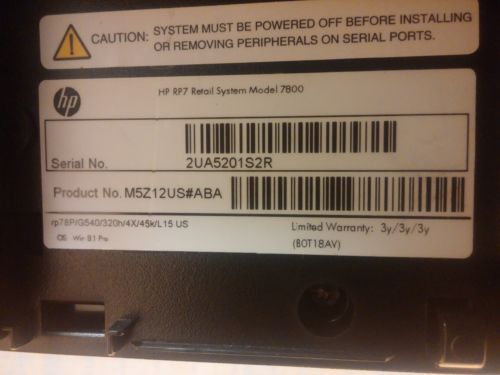 CAUTION: SYSTEM MUST BE POWERED OFF BEFORE INSTALLING
OR REMOVING PERIPHERALS ON SERIAL PORTS.
hp
HP RP7 Retail System Model 7800
Serial No.
2UA5201S2R
Product No. M5Z12US#ABA
rp78P/G540/320h/4X/45k/L15 US
OS: Win 8.1 Pro
Limited Warranty: 3y/3y/3y
(B0T18AV)